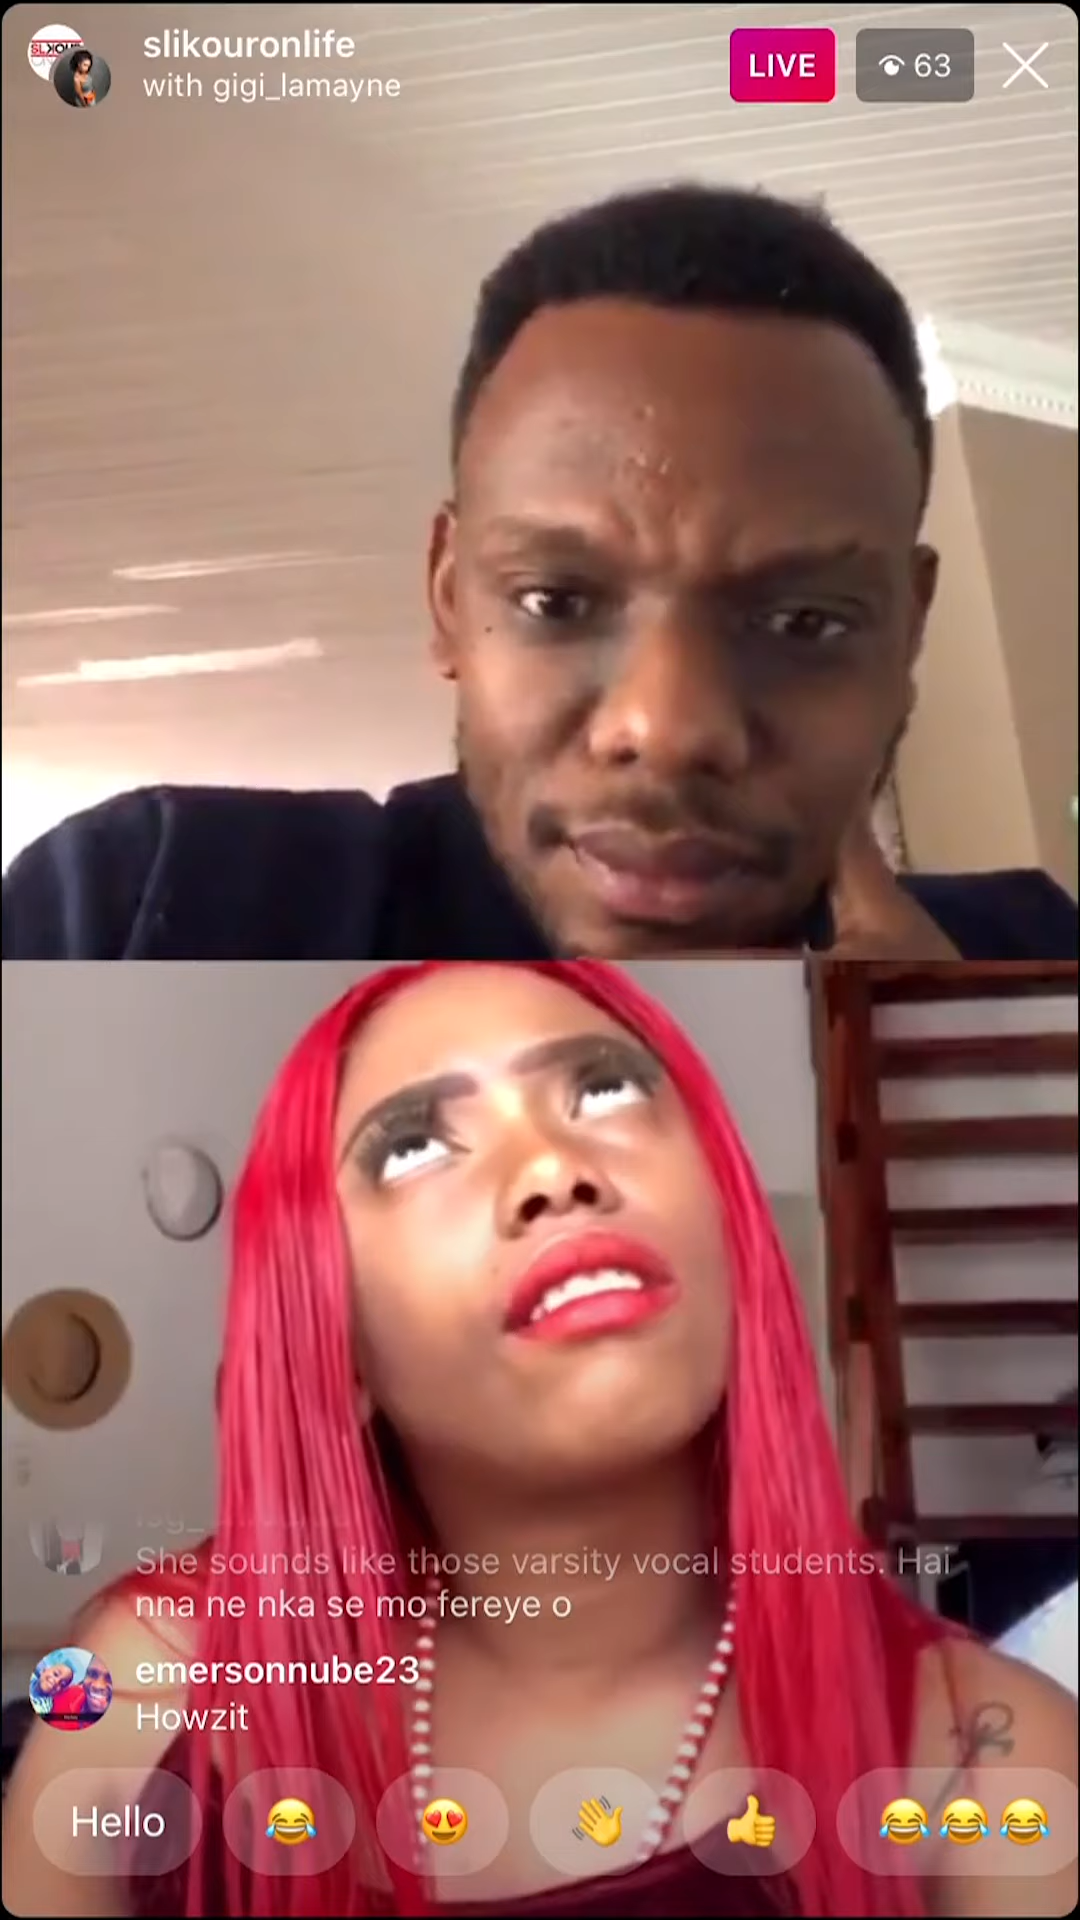 slikouronlife
with gigi_lamayne
LIVE
63
She sounds like those varsity vocal students. Hai
nna ne nka se mo fereye o
emersonnube23
Howzit
Hello